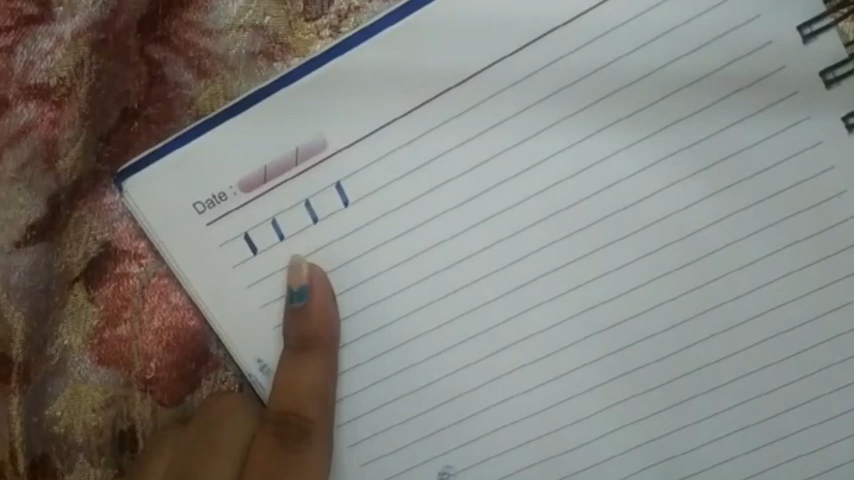 Date : / /
| | | |